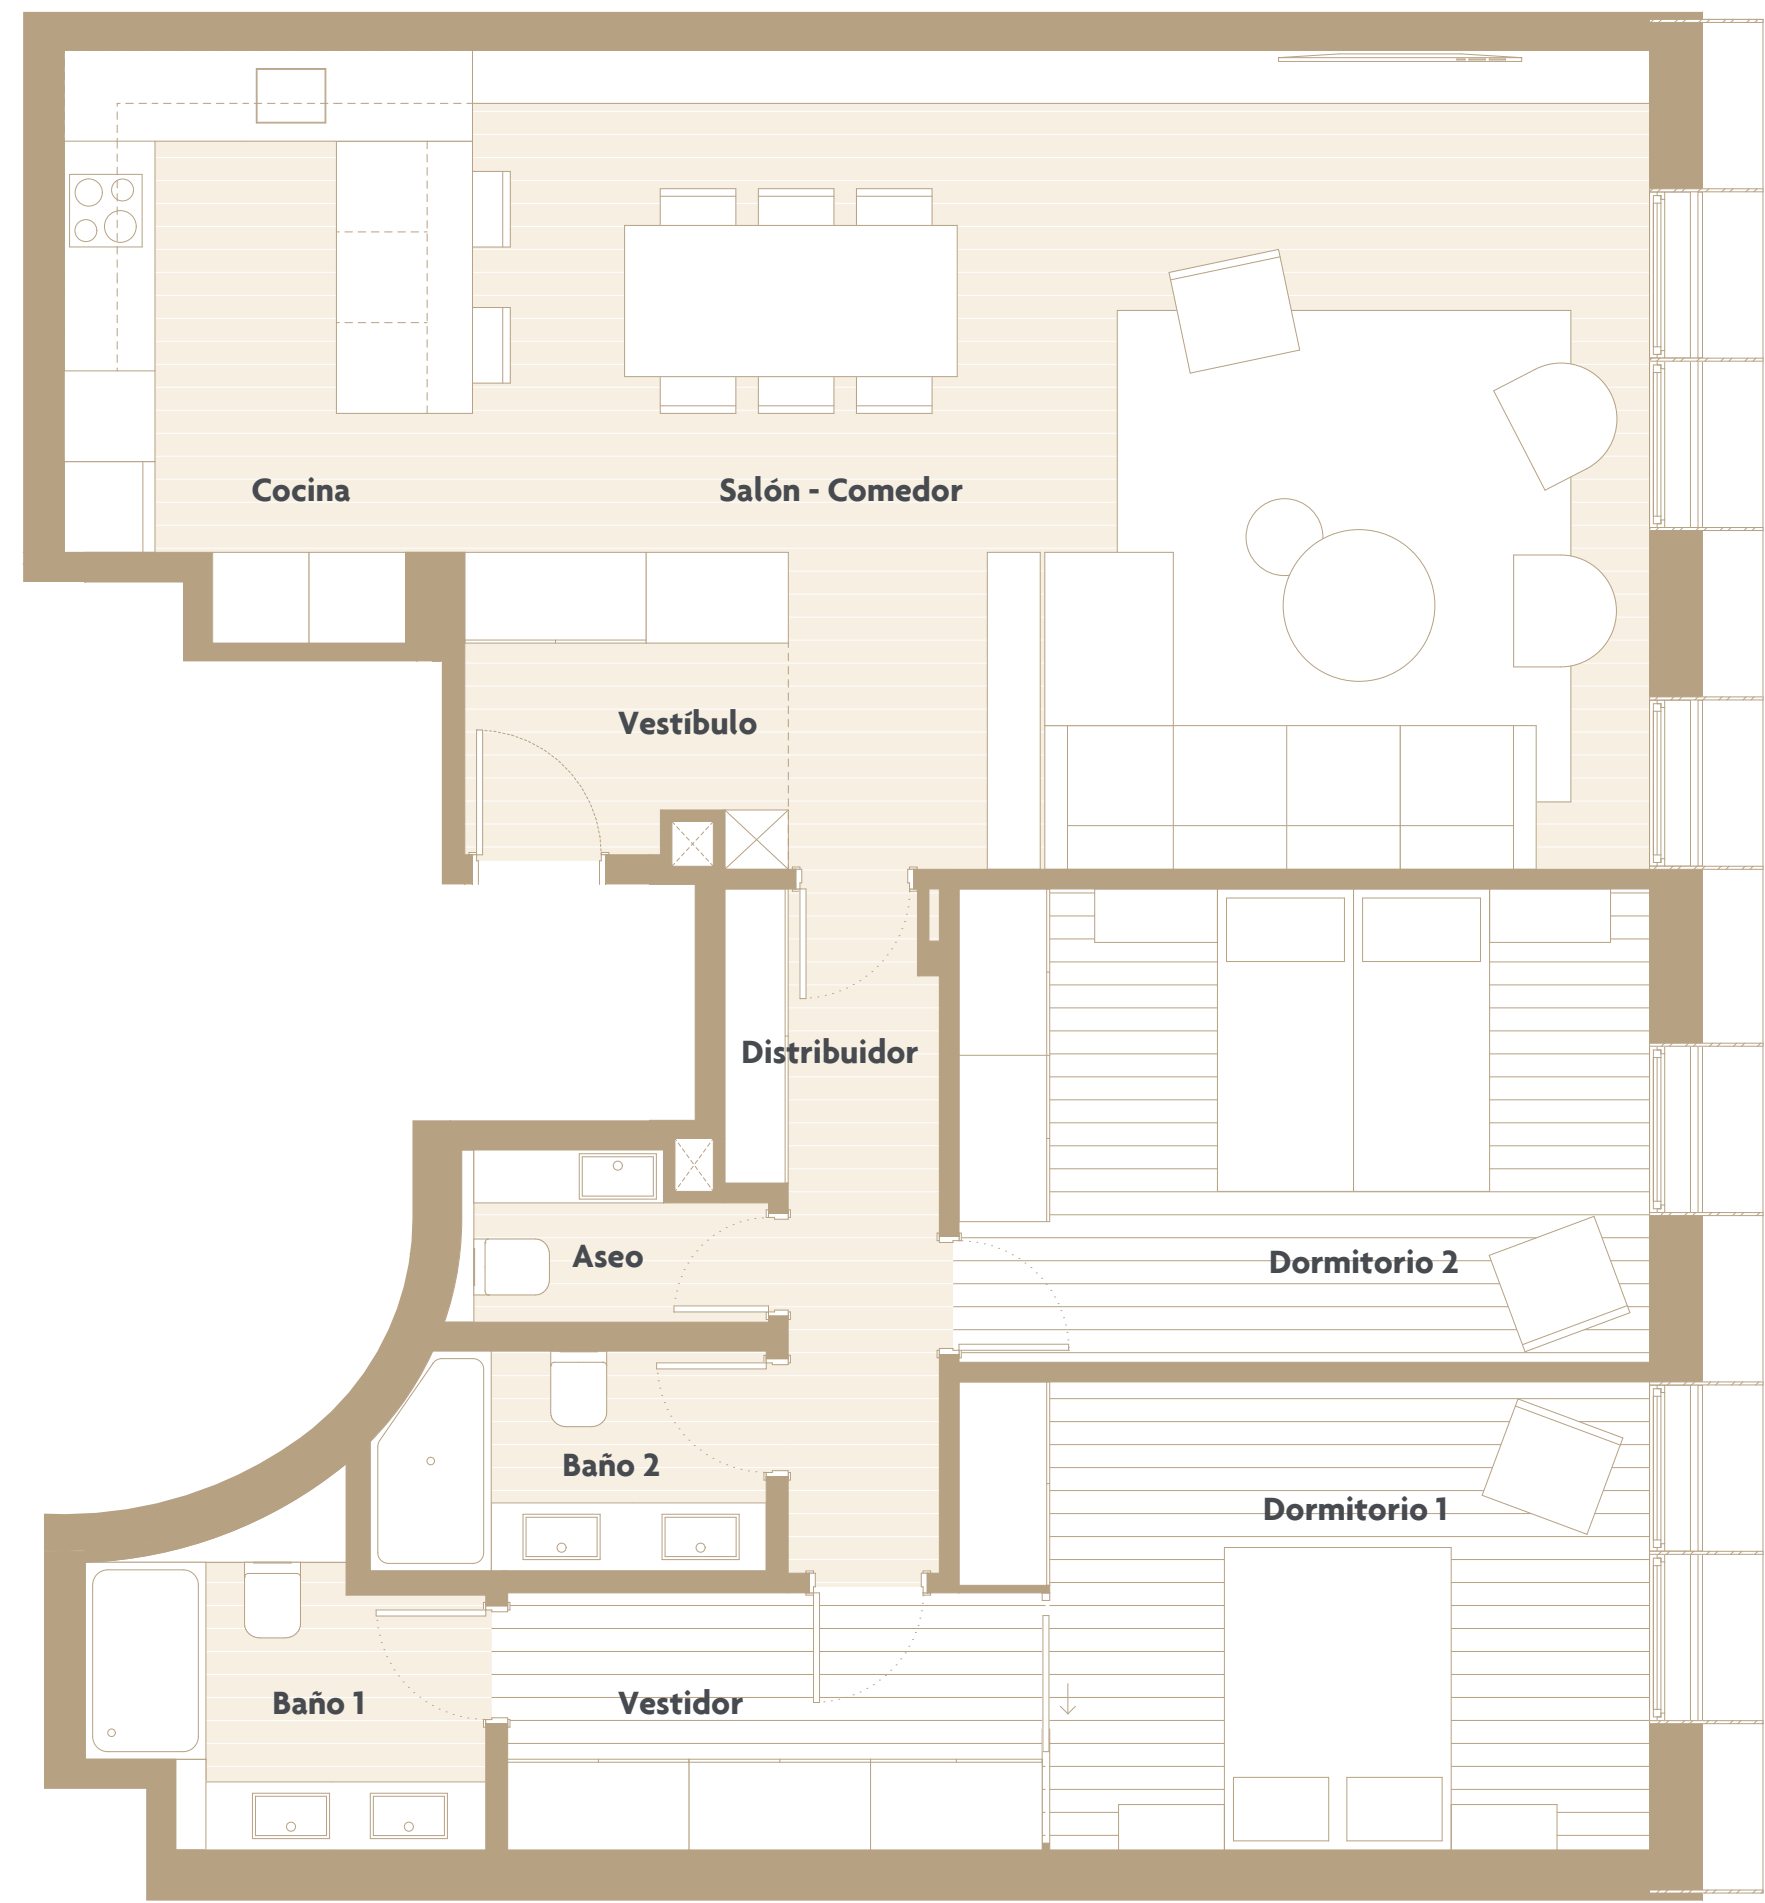 Cocina
Salón - Comedor
Vestíbulo
Distribuidor
Aseo
Dormitorio 2
Baño 2
Dormitorio 1
Baño 1
Vestidor